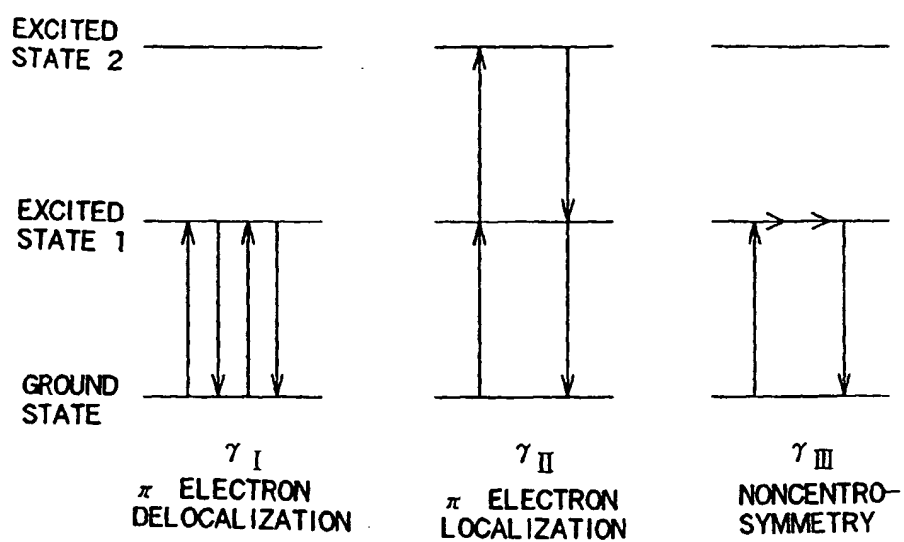 EXCITED
STATE 2
EXCITED
STATE 1
GROUND
STATE
γ I
π ELECTRON
DELOCALIZATION
γ II
π ELECTRON
LOCALIZATION
γ III
NONCENTRO-
SYMMETRY